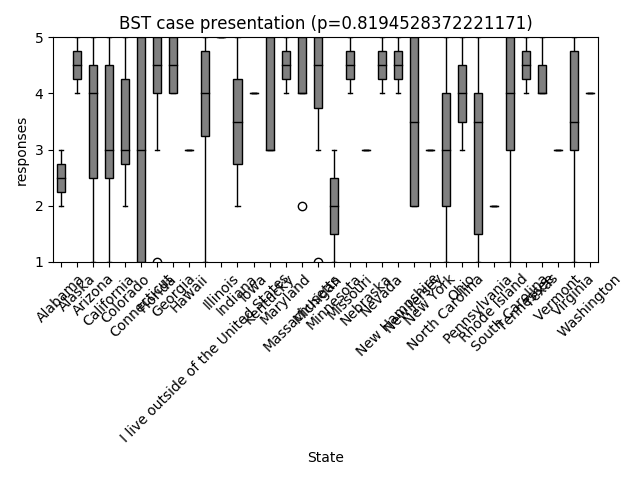 BST case presentation (p=0.8194528372221171)
responses
5
4
3
2
1
Alabama
Alaska
Arizona
California
Colorado
Connecticut
Florida
Georgia
Hawaii
I live outside of the United States
Illinois
Indiana
Iowa
Kentucky
Maryland
Massachusetts
Michigan
Minnesota
Missouri
Nebraska
Nevada
New Hampshire
New Jersey
New York
North Carolina
Ohio
Pennsylvania
Rhode Island
South Carolina
Tennessee
Texas
Vermont
Virginia
Washington
State